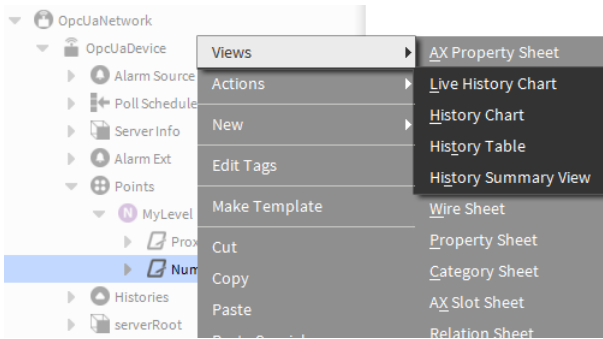 OpcUaNetwork
OpcUaDevice
Alarm Source
Poll Schedule
Server Info
Alarm Ext
Points
N MyLevel
Prox
Num
Histories
serverRoot
Views
Actions
New
Edit Tags
Make Template
Cut
Copy
Paste
AX Property Sheet
Live History Chart
History Chart
History Table
History Summary View
Wire Sheet
Property Sheet
Category Sheet
AX Slot Sheet
Relation Sheet